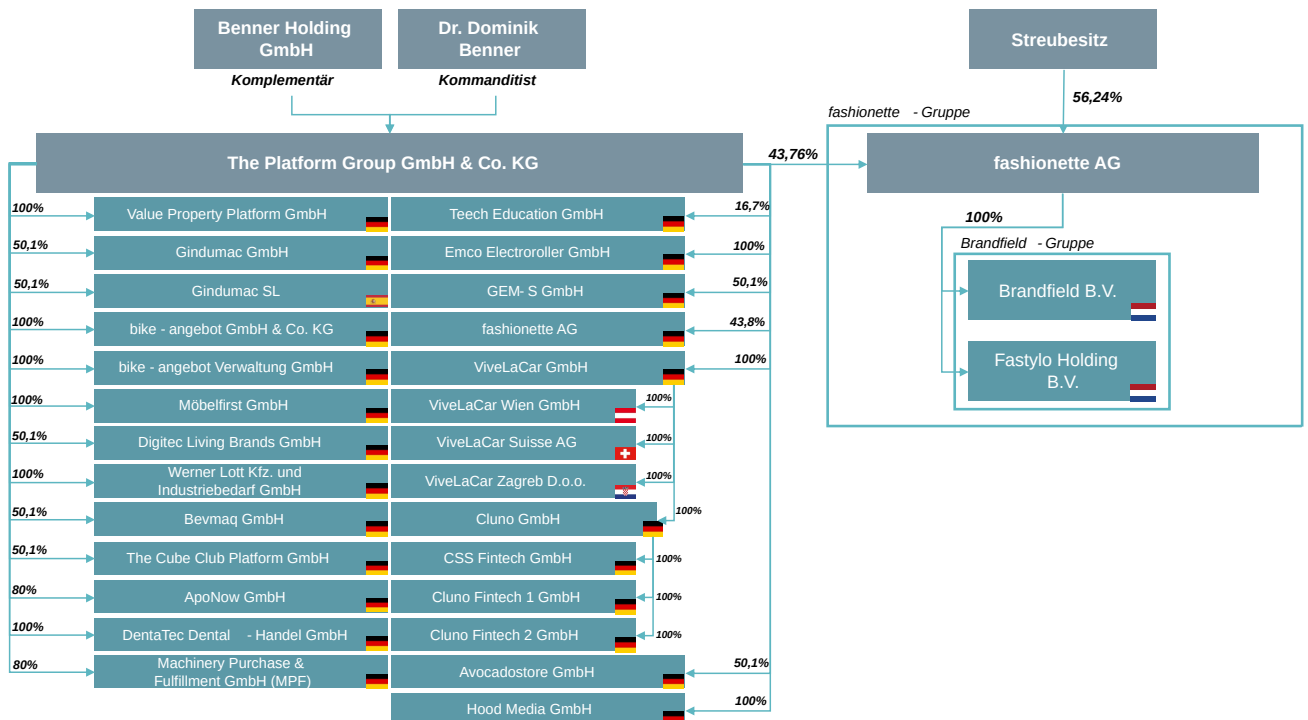 Benner Holding
GmbH
Dr. Dominik
Benner
Streubesitz
Komplementär
Kommanditist
56,24%
fashionette - Gruppe
The Platform Group GmbH & Co. KG
43,76%
fashionette AG
100%
Value Property Platform GmbH
Teech Education GmbH
16,7%
100%
50,1%
Gindumac GmbH
Emco Electroroller GmbH
100%
Brandfield - Gruppe
50,1%
Gindumac SL
GEM- S GmbH
50,1%
Brandfield B.V.
100%
bike - angebot GmbH & Co. KG
fashionette AG
43,8%
100%
bike - angebot Verwaltung GmbH
ViveLaCar GmbH
100%
Fastylo Holding
B.V.
100%
Möbelfirst GmbH
ViveLaCar Wien GmbH
100%
50,1%
Digitec Living Brands GmbH
ViveLaCar Suisse AG
100%
100%
Werner Lott Kfz. und
Industriebedarf GmbH
ViveLaCar Zagreb D.o.o.
100%
50,1%
Bevmaq GmbH
Cluno GmbH
100%
50,1%
The Cube Club Platform GmbH
CSS Fintech GmbH
100%
80%
ApoNow GmbH
Cluno Fintech 1 GmbH
100%
100%
DentaTec Dental - Handel GmbH
Cluno Fintech 2 GmbH
100%
80%
Machinery Purchase &
Fulfillment GmbH (MPF)
Avocadostore GmbH
50,1%
Hood Media GmbH
100%